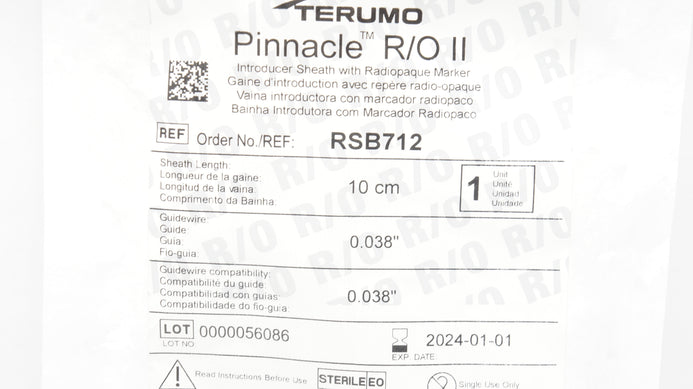 TERUMO
Pinnacle™ R/O II
Introducer Sheath with Radiopaque Marker
Gaine d'introduction avec repère radio-opaque
Vaina introductora con marcador radiopaco
Bainha Introdutora com Marcador Radiopaco
REF Order No./REF: RSB712
Sheath Length:
Longueur de la gaine:
Longitud de la vaina:
Comprimento da Bainha:
10 cm
1
Unit
Unité
Unidad
Unidade
Guidewire:
Guide:
Guia:
Fio-guia:
0.038"
Guidewire compatibility:
Compatibilité du guide:
Compatibilidad con guias:
Compatibilidade do fio-guia:
0.038"
LOT 0000056086
LOT NO.
2024-01-01
EXP. DATE
Read Instructions Before Use
STERILE EO
Single Use Only
R/O R/O R/O R/O